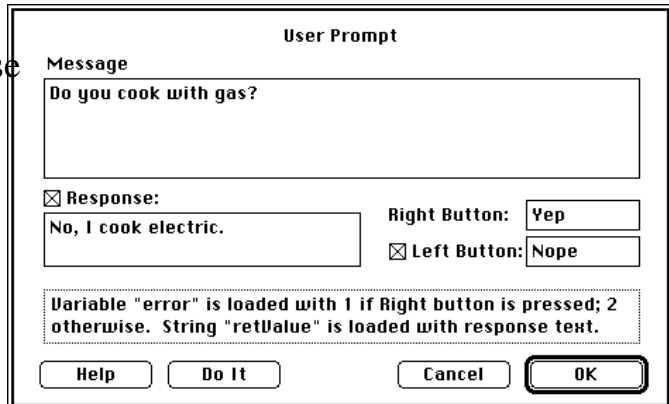 User Prompt
se
Message
Do you cook with gas?
Response:
No, I cook electric.
Right Button: Yep
Left Button: Nope
Variable "error" is loaded with 1 if Right button is pressed; 2
otherwise. String "retValue" is loaded with response text.
Help Do It Cancel OK